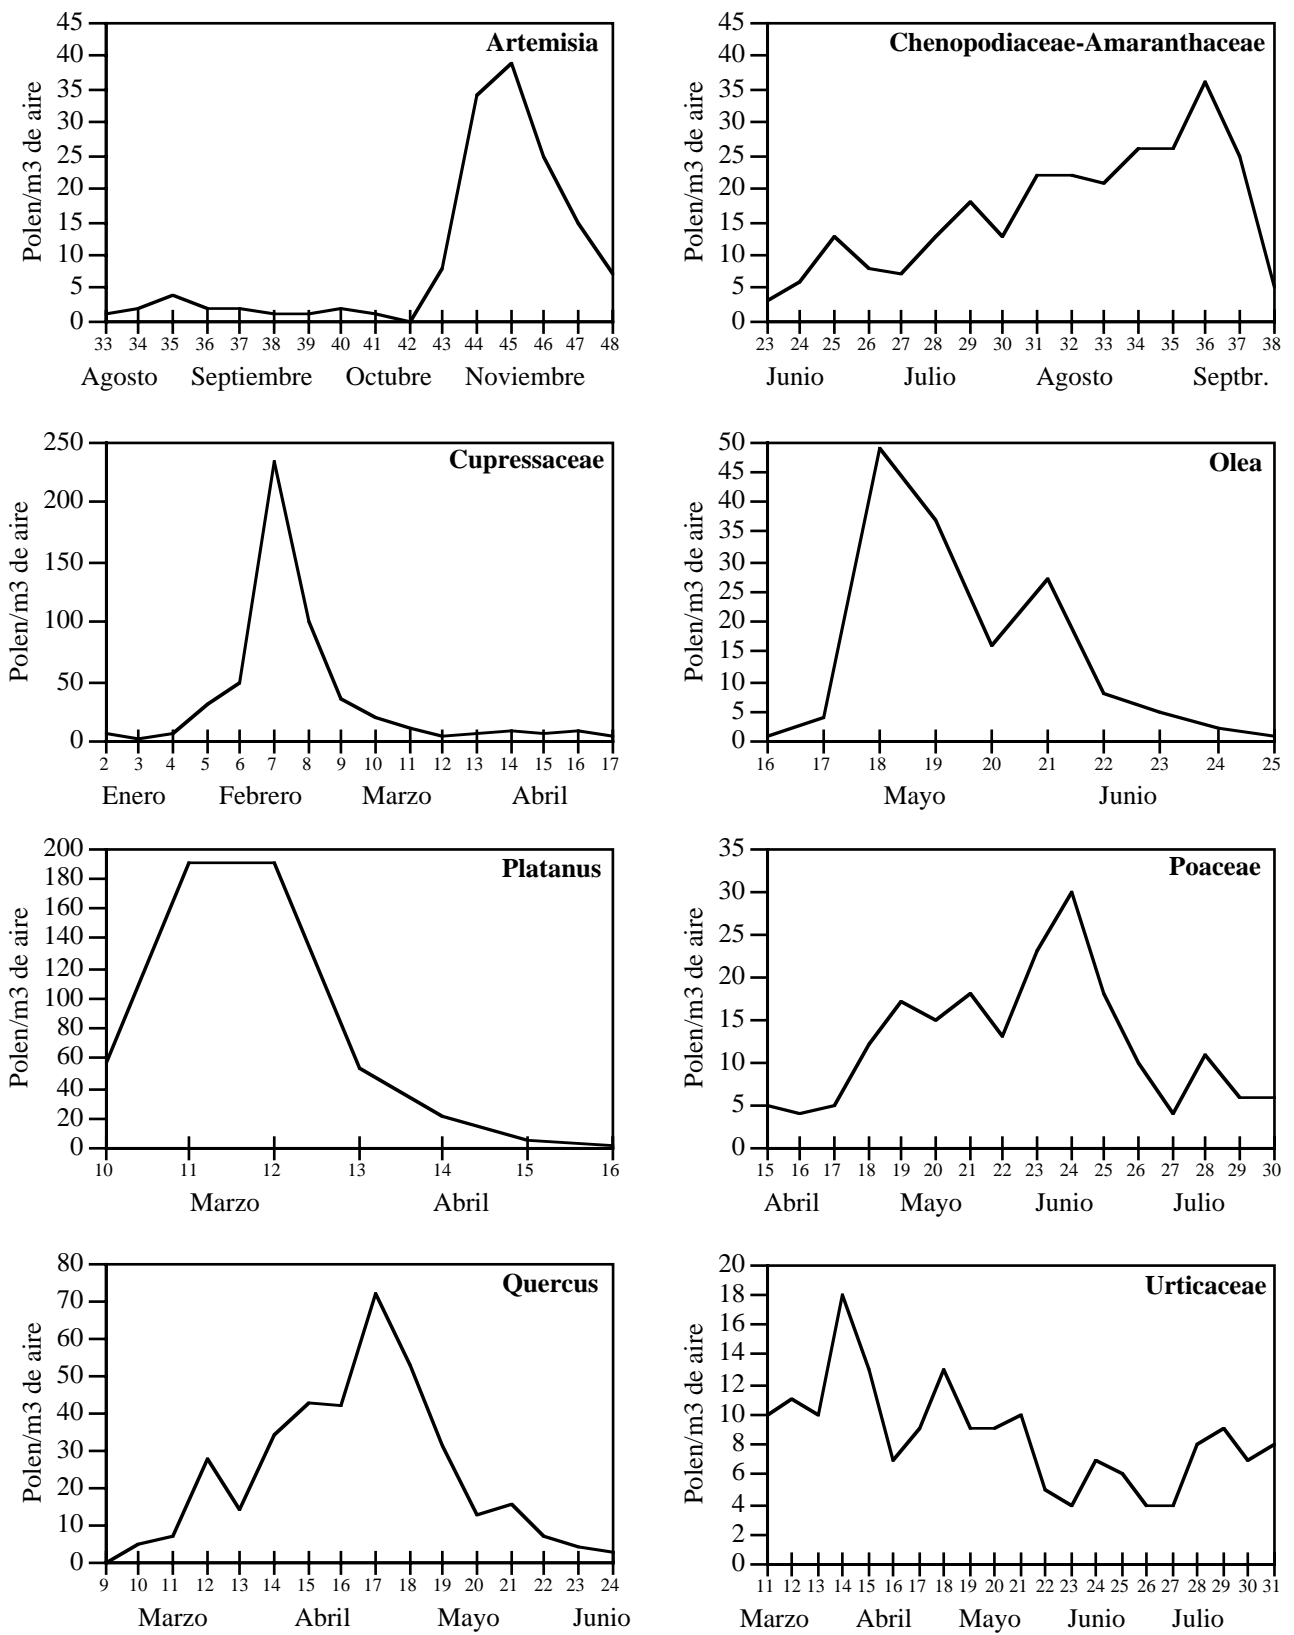 Artemisia
Polen/m3 de aire
45
40
35
30
25
20
15
10
5
0
33 34 35 36 37 38 39 40 41 42 43 44 45 46 47 48
Agosto Septiembre Octubre Noviembre
Chenopodiaceae-Amaranthaceae
Polen/m3 de aire
45
40
35
30
25
20
15
10
5
0
23 24 25 26 27 28 29 30 31 32 33 34 35 36 37 38
Junio Julio Agosto Septbr.
Cupressaceae
Polen/m3 de aire
250
200
150
100
50
0
2 3 4 5 6 7 8 9 10 11 12 13 14 15 16 17
Enero Febrero Marzo Abril
Olea
Polen/m3 de aire
50
45
40
35
30
25
20
15
10
5
0
16 17 18 19 20 21 22 23 24 25
Mayo Junio
Platanus
Polen/m3 de aire
200
180
160
140
120
100
80
60
40
20
0
10 11 12 13 14 15 16
Marzo Abril
Poaceae
Polen/m3 de aire
35
30
25
20
15
10
5
0
15 16 17 18 19 20 21 22 23 24 25 26 27 28 29 30
Abril Mayo Junio Julio
Quercus
Polen/m3 de aire
80
70
60
50
40
30
20
10
0
9 10 11 12 13 14 15 16 17 18 19 20 21 22 23 24
Marzo Abril Mayo Junio
Urticaceae
Polen/m3 de aire
20
18
16
14
12
10
8
6
4
2
0
11 12 13 14 15 16 17 18 19 20 21 22 23 24 25 26 27 28 29 30 31
Marzo Abril Mayo Junio Julio